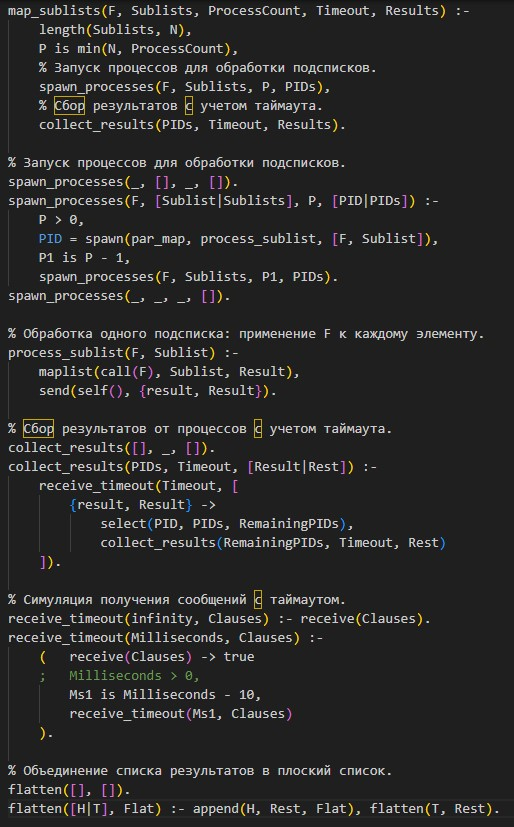 map_sublists(F, Sublists, ProcessCount, Timeout, Results) :-
    length(Sublists, N),
    P is min(N, ProcessCount),
    % Запуск процессов для обработки подсписков.
    spawn_processes(F, Sublists, P, PIDs),
    % Сбор результатов с учетом таймаута.
    collect_results(PIDs, Timeout, Results).

% Запуск процессов для обработки подсписков.
spawn_processes(_, [], _, []).
spawn_processes(F, [Sublist|Sublists], P, [PID|PIDs]) :-
    P > 0,
    PID = spawn(par_map, process_sublist, [F, Sublist]),
    P1 is P - 1,
    spawn_processes(F, Sublists, P1, PIDs).
spawn_processes(_, _, _, []).

% Обработка одного подсписка: применение F к каждому элементу.
process_sublist(F, Sublist) :-
    maplist(call(F), Sublist, Result),
    send(self(), {result, Result}).

% Сбор результатов от процессов с учетом таймаута.
collect_results([], _, []).
collect_results(PIDs, Timeout, [Result|Rest]) :-
    receive_timeout(Timeout, [
        {result, Result} ->
            select(PID, PIDs, RemainingPIDs),
            collect_results(RemainingPIDs, Timeout, Rest)
    ]).

% Симуляция получения сообщений с таймаутом.
receive_timeout(infinity, Clauses) :- receive(Clauses).
receive_timeout(Milliseconds, Clauses) :-
    (   receive(Clauses) -> true
    ;   Milliseconds > 0,
        Ms1 is Milliseconds - 10,
        receive_timeout(Ms1, Clauses)
    ).

% Объединение списка результатов в плоский список.
flatten([], []).
flatten([H|T], Flat) :- append(H, Rest, Flat), flatten(T, Rest).